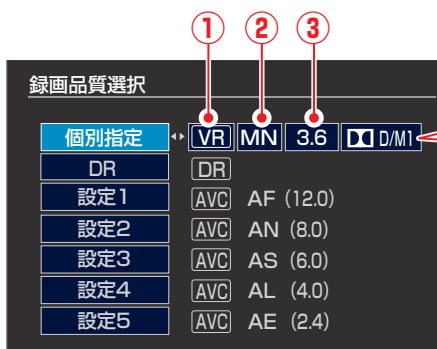 ① ② ③
録画品質選択
個別指定 VR MN 3.6 D/M1
DR DR
設定1 AVC AF (12.0)
設定2 AVC AN (8.0)
設定3 AVC AS (6.0)
設定4 AVC AL (4.0)
設定5 AVC AE (2.4)